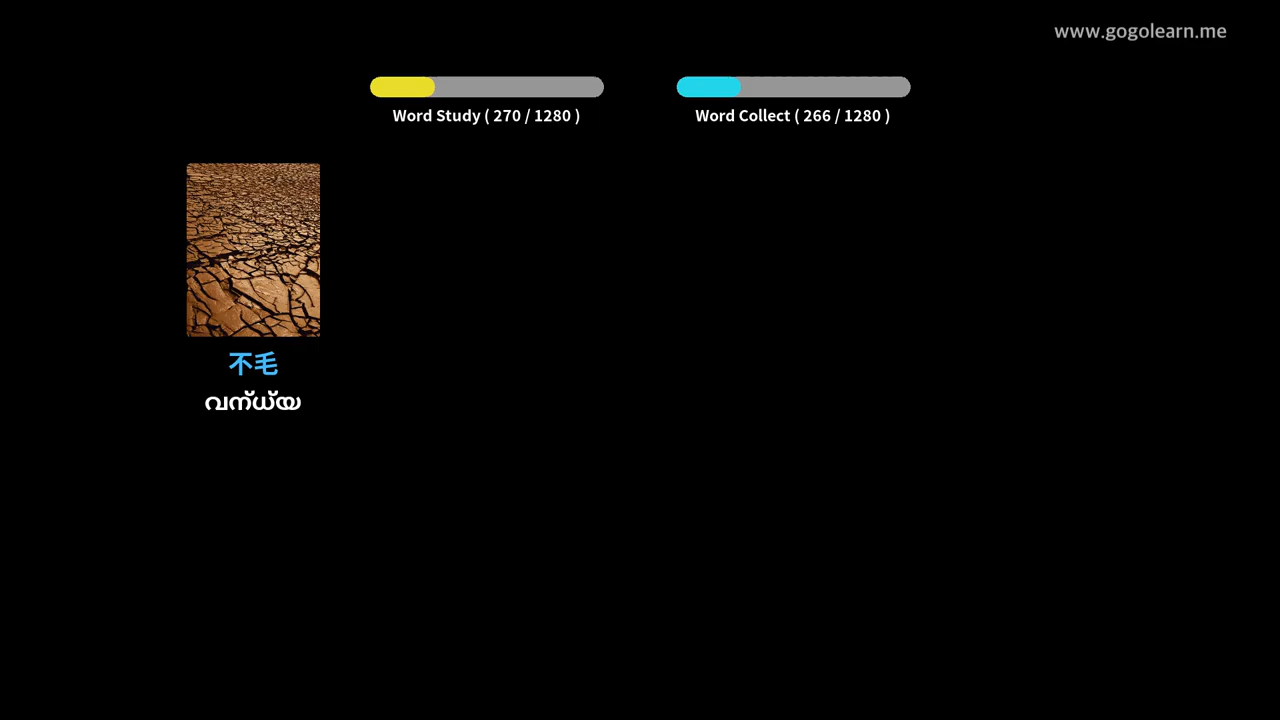 www.gogolearn.me
Word Study ( 270 / 1280 )
Word Collect ( 266 / 1280 )
不毛
വന്ധ്യ